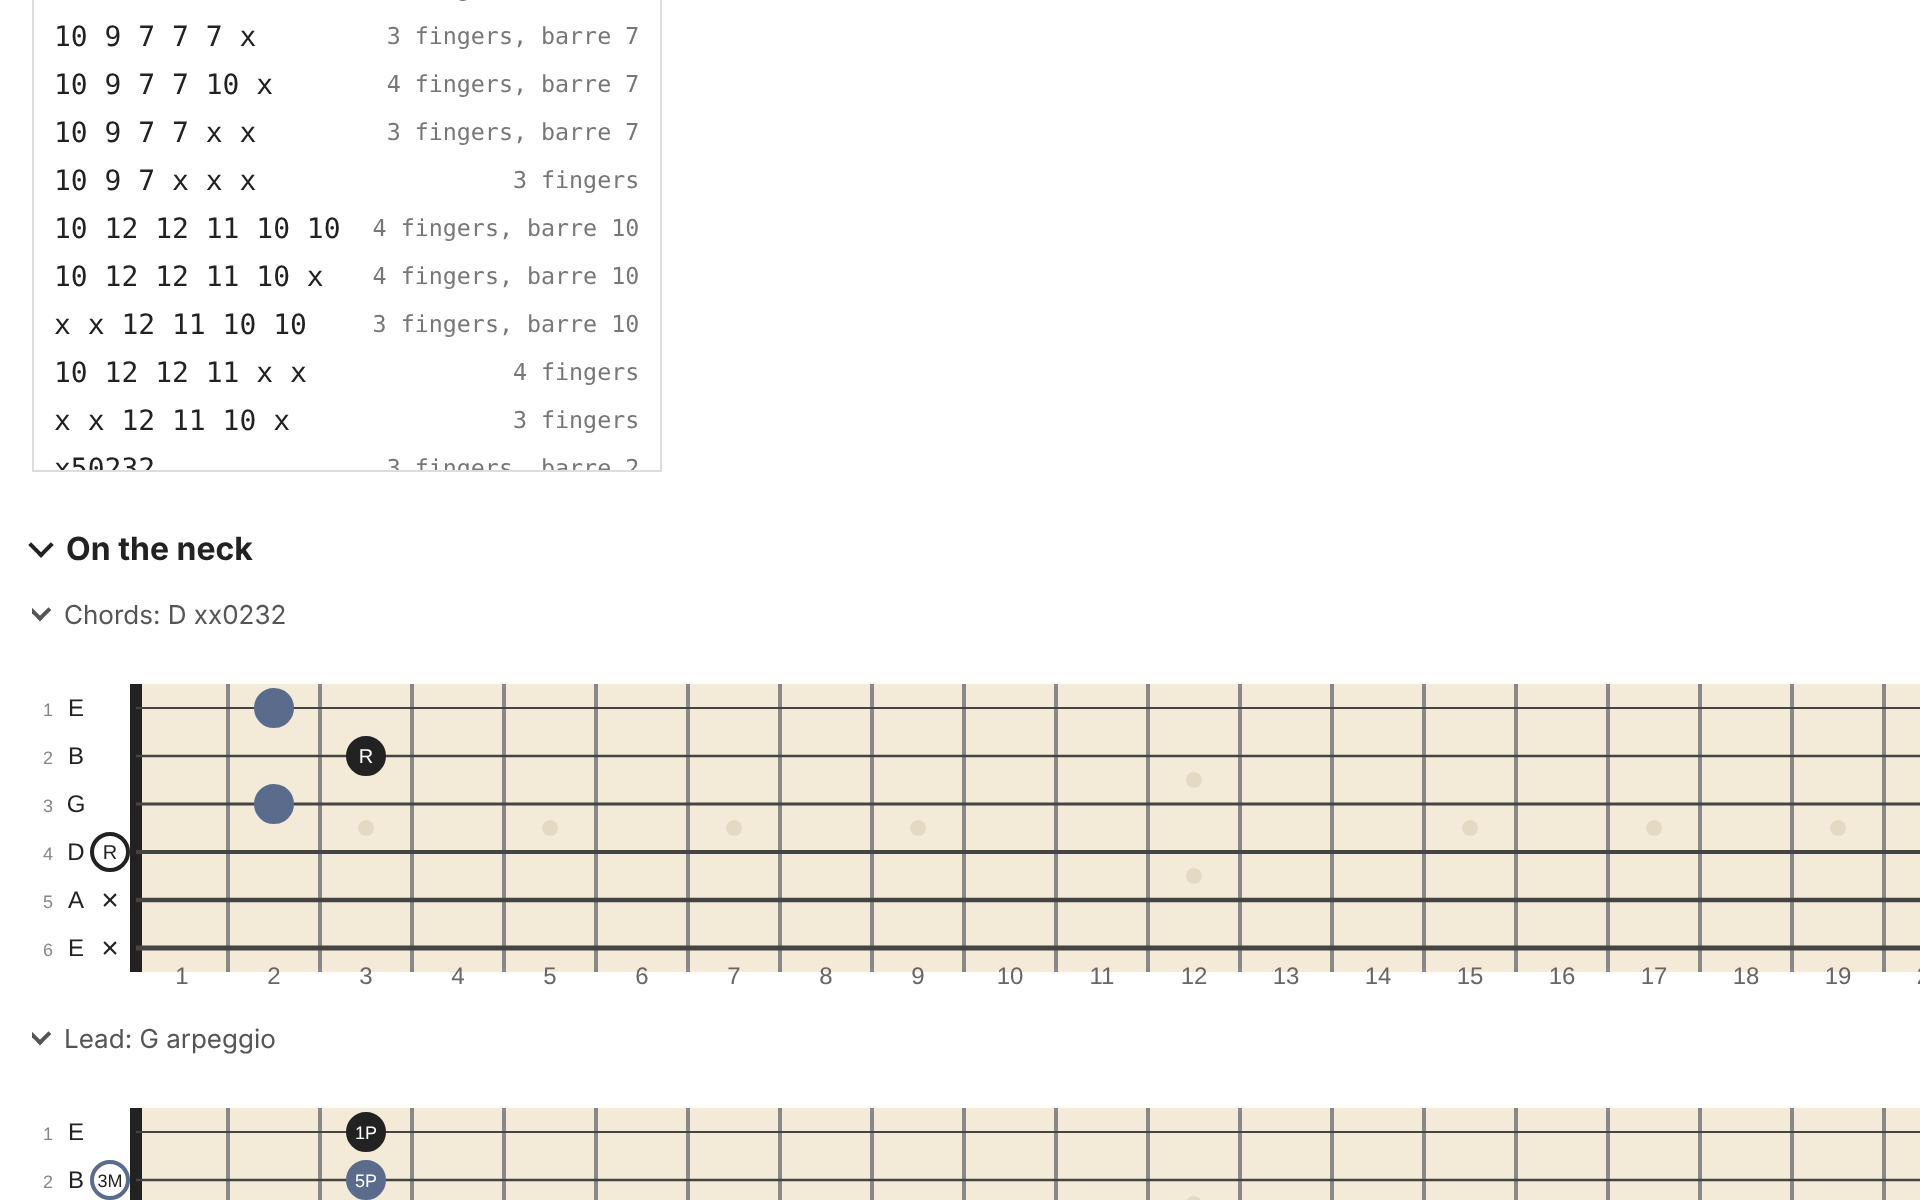 10 9 7 7 7 x 3 fingers, barre 7
10 9 7 7 10 x 4 fingers, barre 7
10 9 7 7 x x 3 fingers, barre 7
10 9 7 x x x 3 fingers
10 12 12 11 10 10 4 fingers, barre 10
10 12 12 11 10 x 4 fingers, barre 10
x x 12 11 10 10 3 fingers, barre 10
10 12 12 11 x x 4 fingers
x x 12 11 10 x 3 fingers
x50232 3 fingers, barre 2
On the neck
Chords: D xx0232
1 E
2 B R
3 G
4 D R
5 A ×
6 E ×
1 2 3 4 5 6 7 8 9 10 11 12 13 14 15 16 17 18 19
Lead: G arpeggio
1 E 1P
2 B 3M 5P